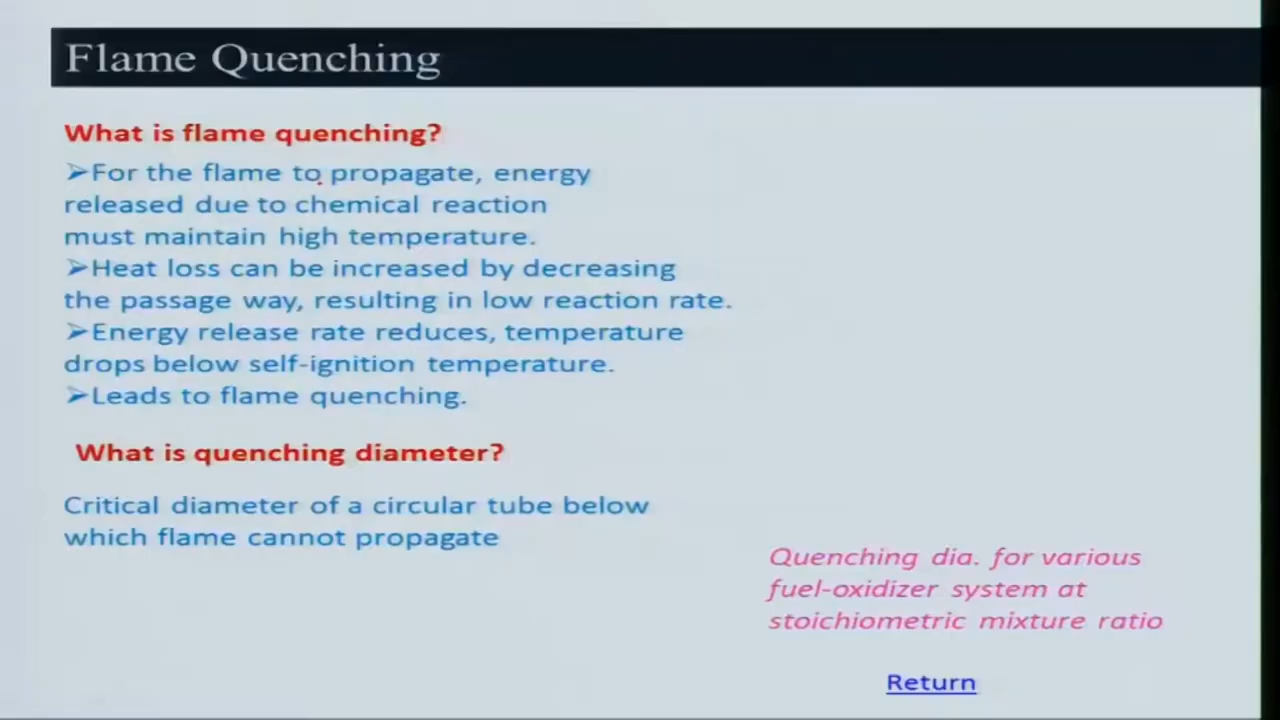 Flame Quenching
What is flame quenching?
➢For the flame to propagate, energy
released due to chemical reaction
must maintain high temperature.
➢Heat loss can be increased by decreasing
the passage way, resulting in low reaction rate.
➢Energy release rate reduces, temperature
drops below self-ignition temperature.
➢Leads to flame quenching.
What is quenching diameter?
Critical diameter of a circular tube below
which flame cannot propagate
Quenching dia. for various
fuel-oxidizer system at
stoichiometric mixture ratio
Return